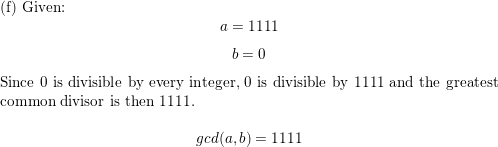 (f) Given:
a = 1111
b = 0
Since 0 is divisible by every integer, 0 is divisible by 1111 and the greatest
common divisor is then 1111.
gcd(a, b) = 1111